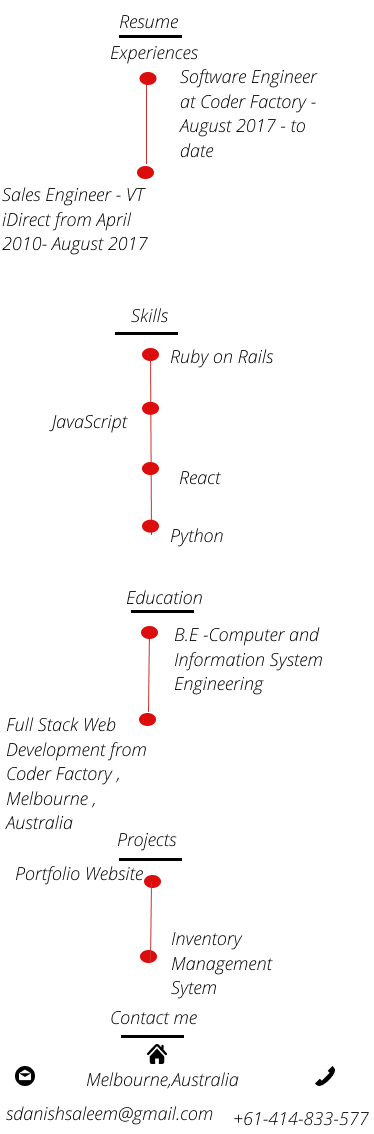 Resume
Experiences
Software Engineer
at Coder Factory -
August 2017 - to
date
Sales Engineer - VT
iDirect from April
2010- August 2017
Skills
Ruby on Rails
JavaScript
React
Python
Education
B.E -Computer and
Information System
Engineering
Full Stack Web
Development from
Coder Factory ,
Melbourne ,
Australia
Projects
Portfolio Website
Inventory
Management
Sytem
Contact me
Melbourne,Australia
sdanishsaleem@gmail.com
+61-414-833-577